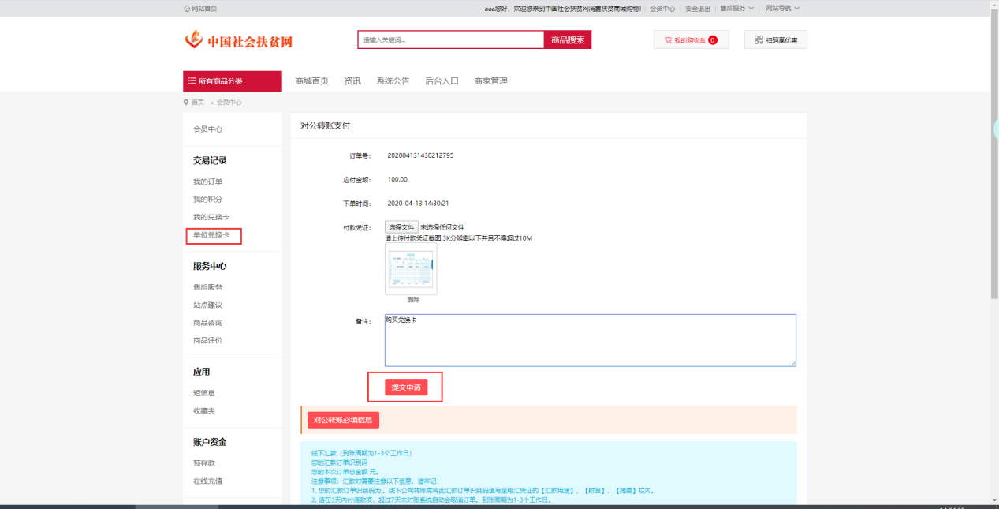 网站首页
aaa您好，欢迎您来到中国社会扶贫网消费扶贫商城购物!
会员中心
安全退出
售后服务
网站导航
中国社会扶贫网
请输入关键词...
商品搜索
我的购物车 0
扫码享优惠
所有商品分类
商城首页
资讯
系统公告
后台入口
商家管理
首页 » 会员中心
会员中心
交易记录
我的订单
我的积分
我的兑换卡
单位兑换卡
服务中心
售后服务
站点建议
商品咨询
商品评价
应用
短信息
收藏夹
账户资金
预存款
在线充值
对公转账支付
订单号: 202004131430212795
应付金额: 100.00
下单时间: 2020-04-13 14:30:21
付款凭证: 选择文件 未选择任何文件
请上传付款凭证截图,3K分辨率以下并且不得超过10M
删除
备注: 购买兑换卡
提交申请
对公转账必填信息
线下汇款（到账周期为1-3个工作日）
您的汇款订单识别码
您的本次订单总金额 元。
注意事项：汇款时需要注意以下信息，请牢记！
1. 您的汇款订单识别码为:。线下公司转账需将此汇款订单识别码填写至电汇凭证的【汇款用途】、【附言】、【摘要】栏内。
2. 请在3天内付清款项，超过7天未对账系统自动会取消订单。到账周期为1-3个工作日。